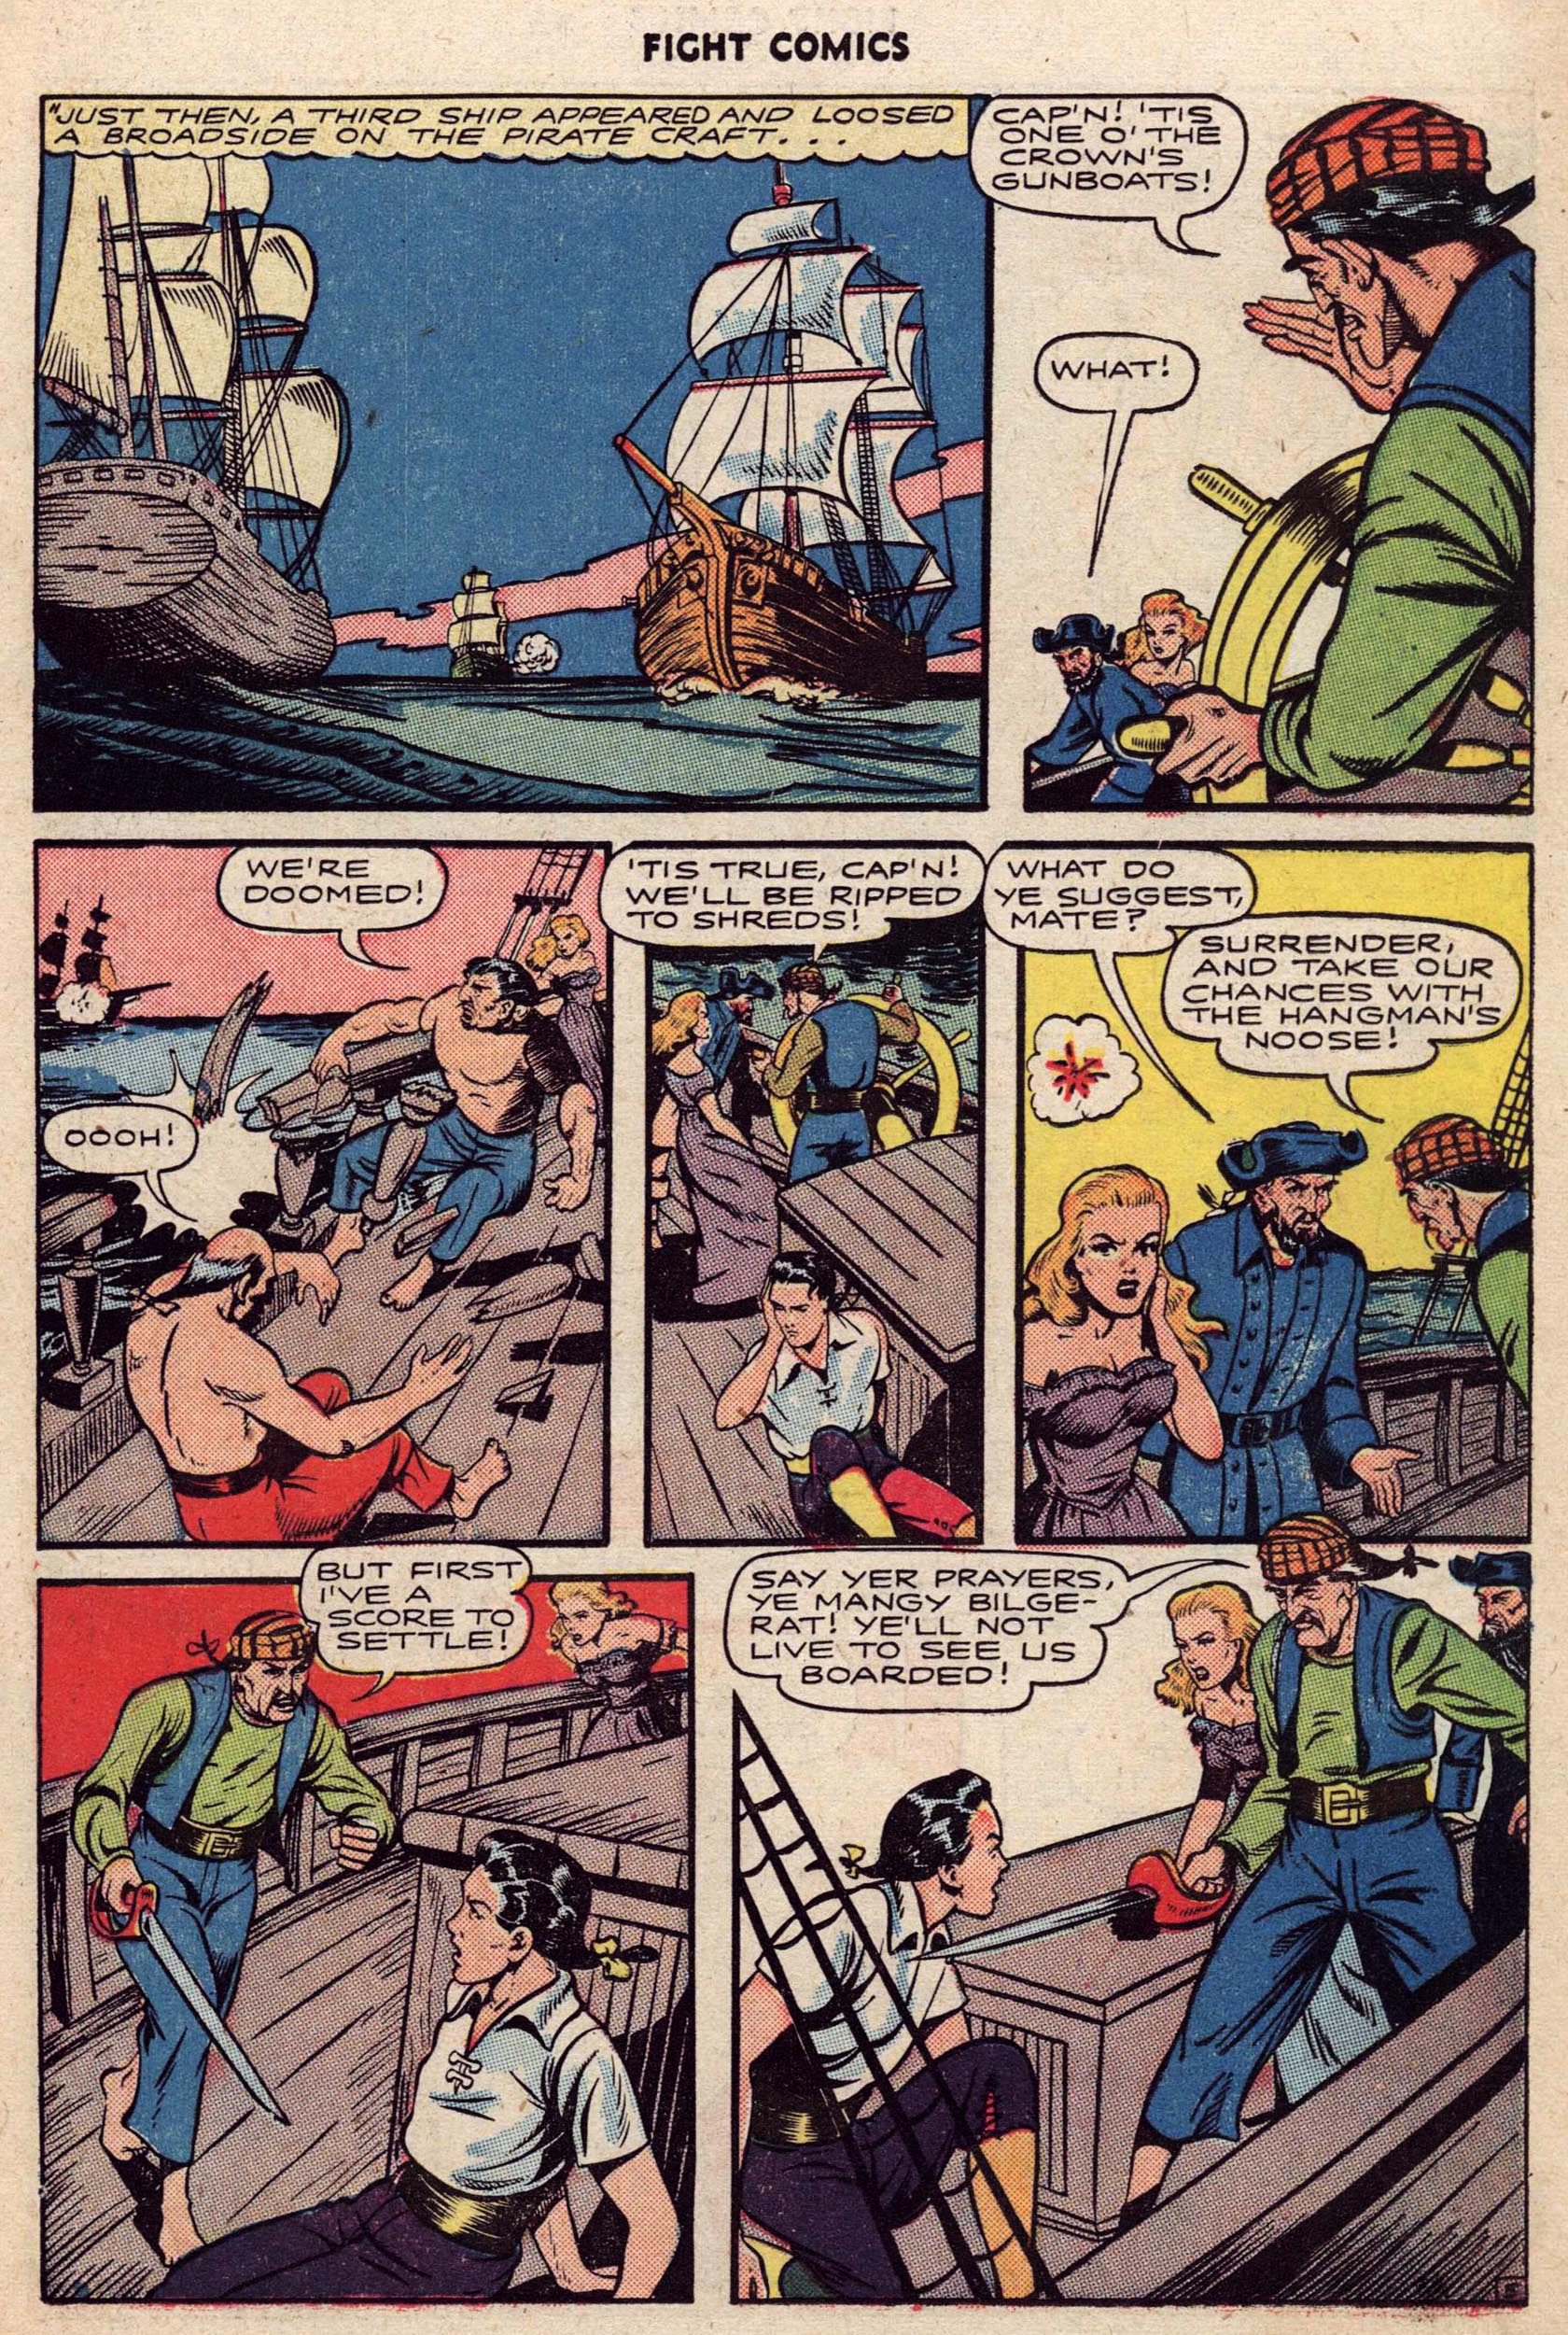 FIGHT COMICS
"JUST THEN, A THIRD SHIP APPEARED AND LOOSED
A BROADSIDE ON THE PIRATE CRAFT. . .
CAP'N! 'TIS
ONE O' THE
CROWN'S
GUNBOATS!
WHAT!
WE'RE
DOOMED!
OOOH!
'TIS TRUE, CAP'N!
WE'LL BE RIPPED
TO SHREDS!
WHAT DO
YE SUGGEST,
MATE?
SURRENDER,
AND TAKE OUR
CHANCES WITH
THE HANGMAN'S
NOOSE!
BUT FIRST
I'VE A
SCORE TO
SETTLE!
SAY YER PRAYERS,
YE MANGY BILGE-
RAT! YE'LL NOT
LIVE TO SEE US
BOARDED!